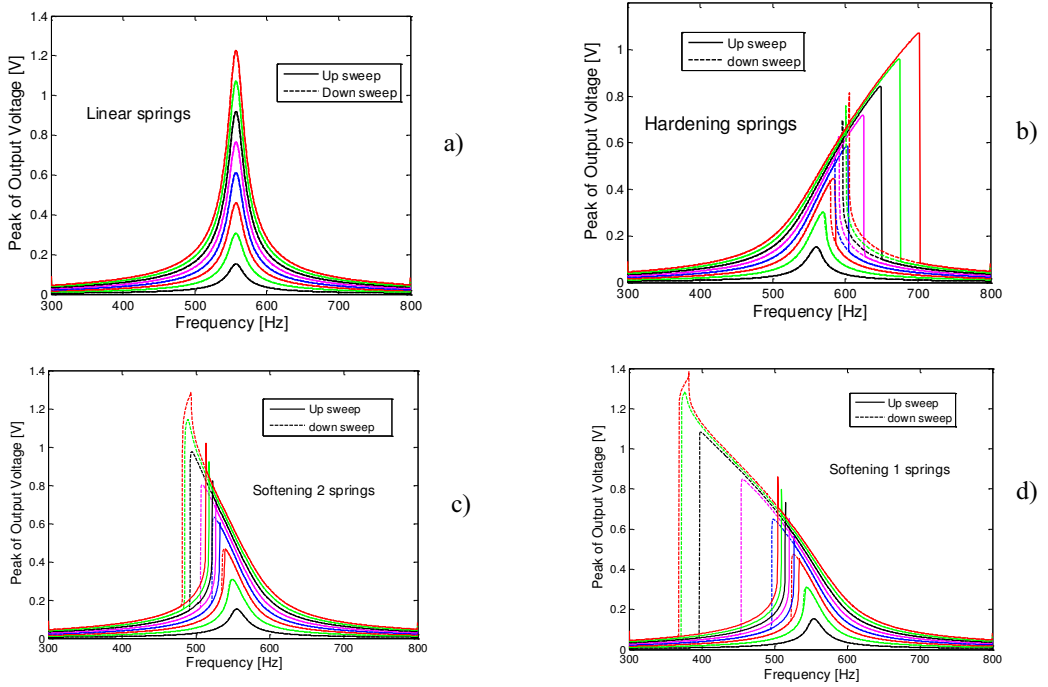 1.4
1.2
1
0.8
0.6
0.4
0.2
0
300 400 500 600 700 800
Frequency [Hz]
Peak of Output Voltage [V]
Up sweep
Down sweep
Linear springs
a)
1
0.8
0.6
0.4
0.2
0
300 400 500 600 700 800
Frequency [Hz]
Peak of Output Voltage [V]
Up sweep
down sweep
Hardening springs
b)
1.4
1.2
1
0.8
0.6
0.4
0.2
0
300 400 500 600 700 800
Frequency [Hz]
Peak of Output Voltage [V]
Up sweep
down sweep
Softening 2 springs
c)
1.4
1.2
1
0.8
0.6
0.4
0.2
0
300 400 500 600 700 800
Frequency [Hz]
Peak of Output Voltage [V]
Up sweep
down sweep
Softening 1 springs
d)